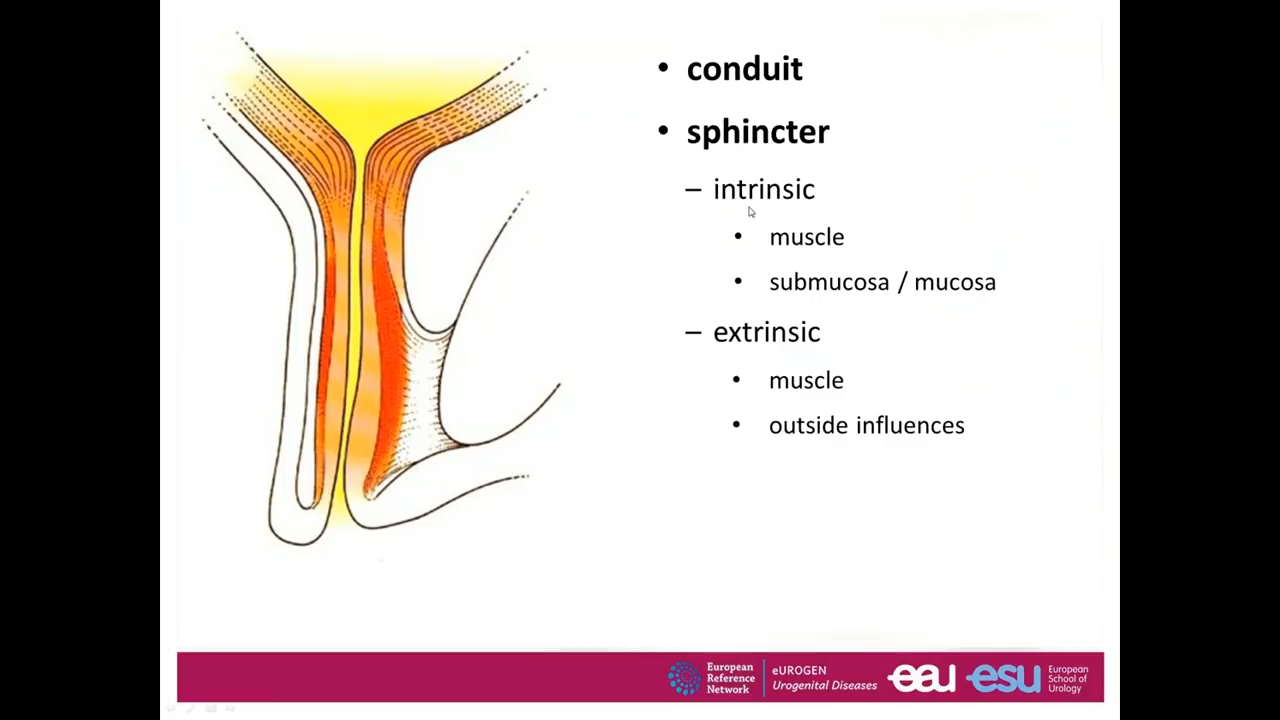 • conduit
• sphincter
– intrinsic
• muscle
• submucosa / mucosa
– extrinsic
• muscle
• outside influences
European
Reference
Network
eUROGEN
Urogenital Diseases
eau
esu
European
School of
Urology